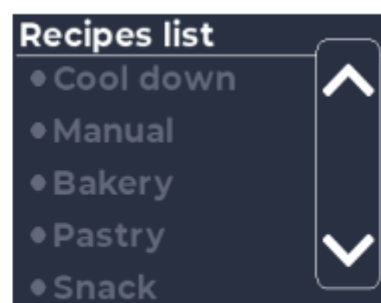 Recipes list
• Cool down
• Manual
• Bakery
• Pastry
• Snack